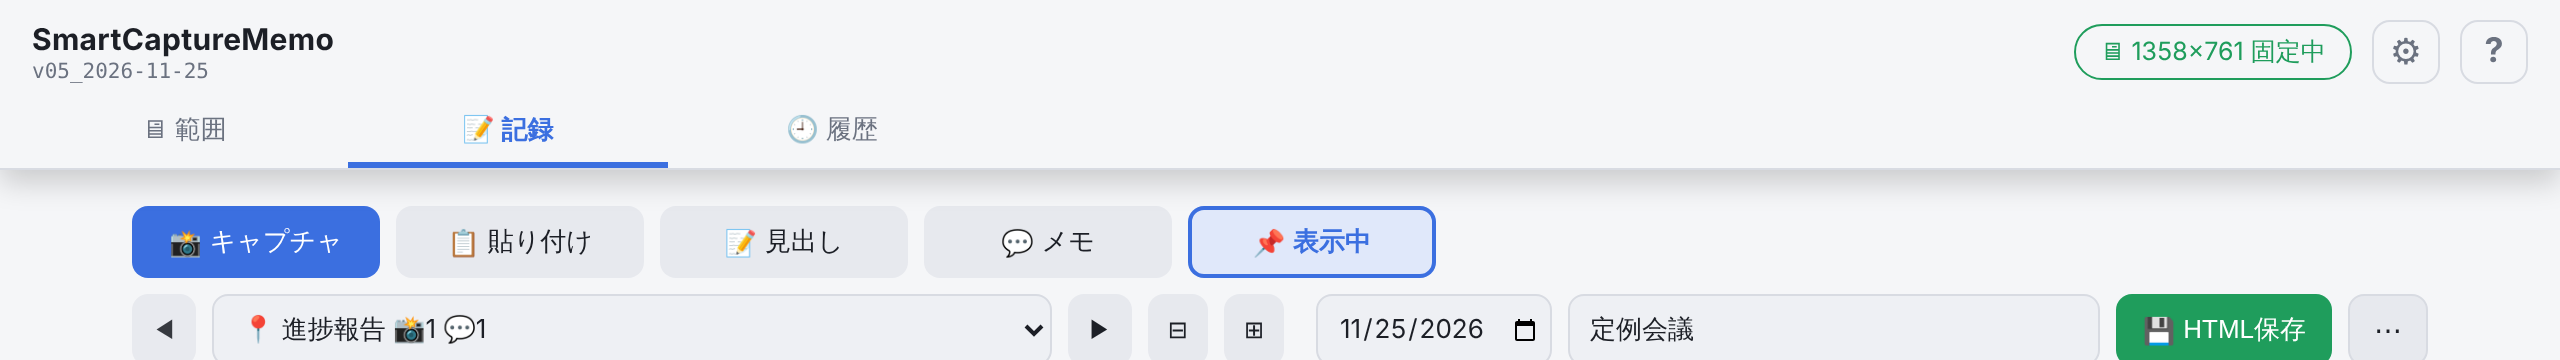 SmartCaptureMemo
v05_2026-11-25
🖥 1358×761 固定中
⚙
?
🖥 範囲
📝 記録
🕘 履歴
📸 キャプチャ
📋 貼り付け
📝 見出し
💬 メモ
📌 表示中
◀
📍 進捗報告 📸1 💬1
▶
⊟
⊞
11/25/2026
定例会議
💾 HTML保存
…